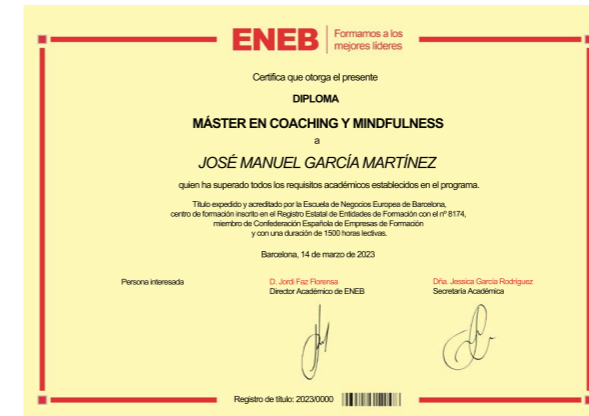 ENEB
Formamos a los
mejores líderes
Certifica que otorga el presente
DIPLOMA
MÁSTER EN COACHING Y MINDFULNESS
a
JOSÉ MANUEL GARCÍA MARTÍNEZ
quien ha superado todos los requisitos académicos establecidos en el programa.
Título expedido y acreditado por la Escuela de Negocios Europea de Barcelona,
centro de formación inscrito en el Registro Estatal de Entidades de Formación con el nº 8174,
miembro de Confederación Española de Empresas de Formación
y con una duración de 1500 horas lectivas.
Barcelona, 14 de marzo de 2023
Persona interesada
D. Jordi Faz Florensa
Director Académico de ENEB
Dña. Jessica García Rodríguez
Secretaría Académica
Registro de título: 2023/0000